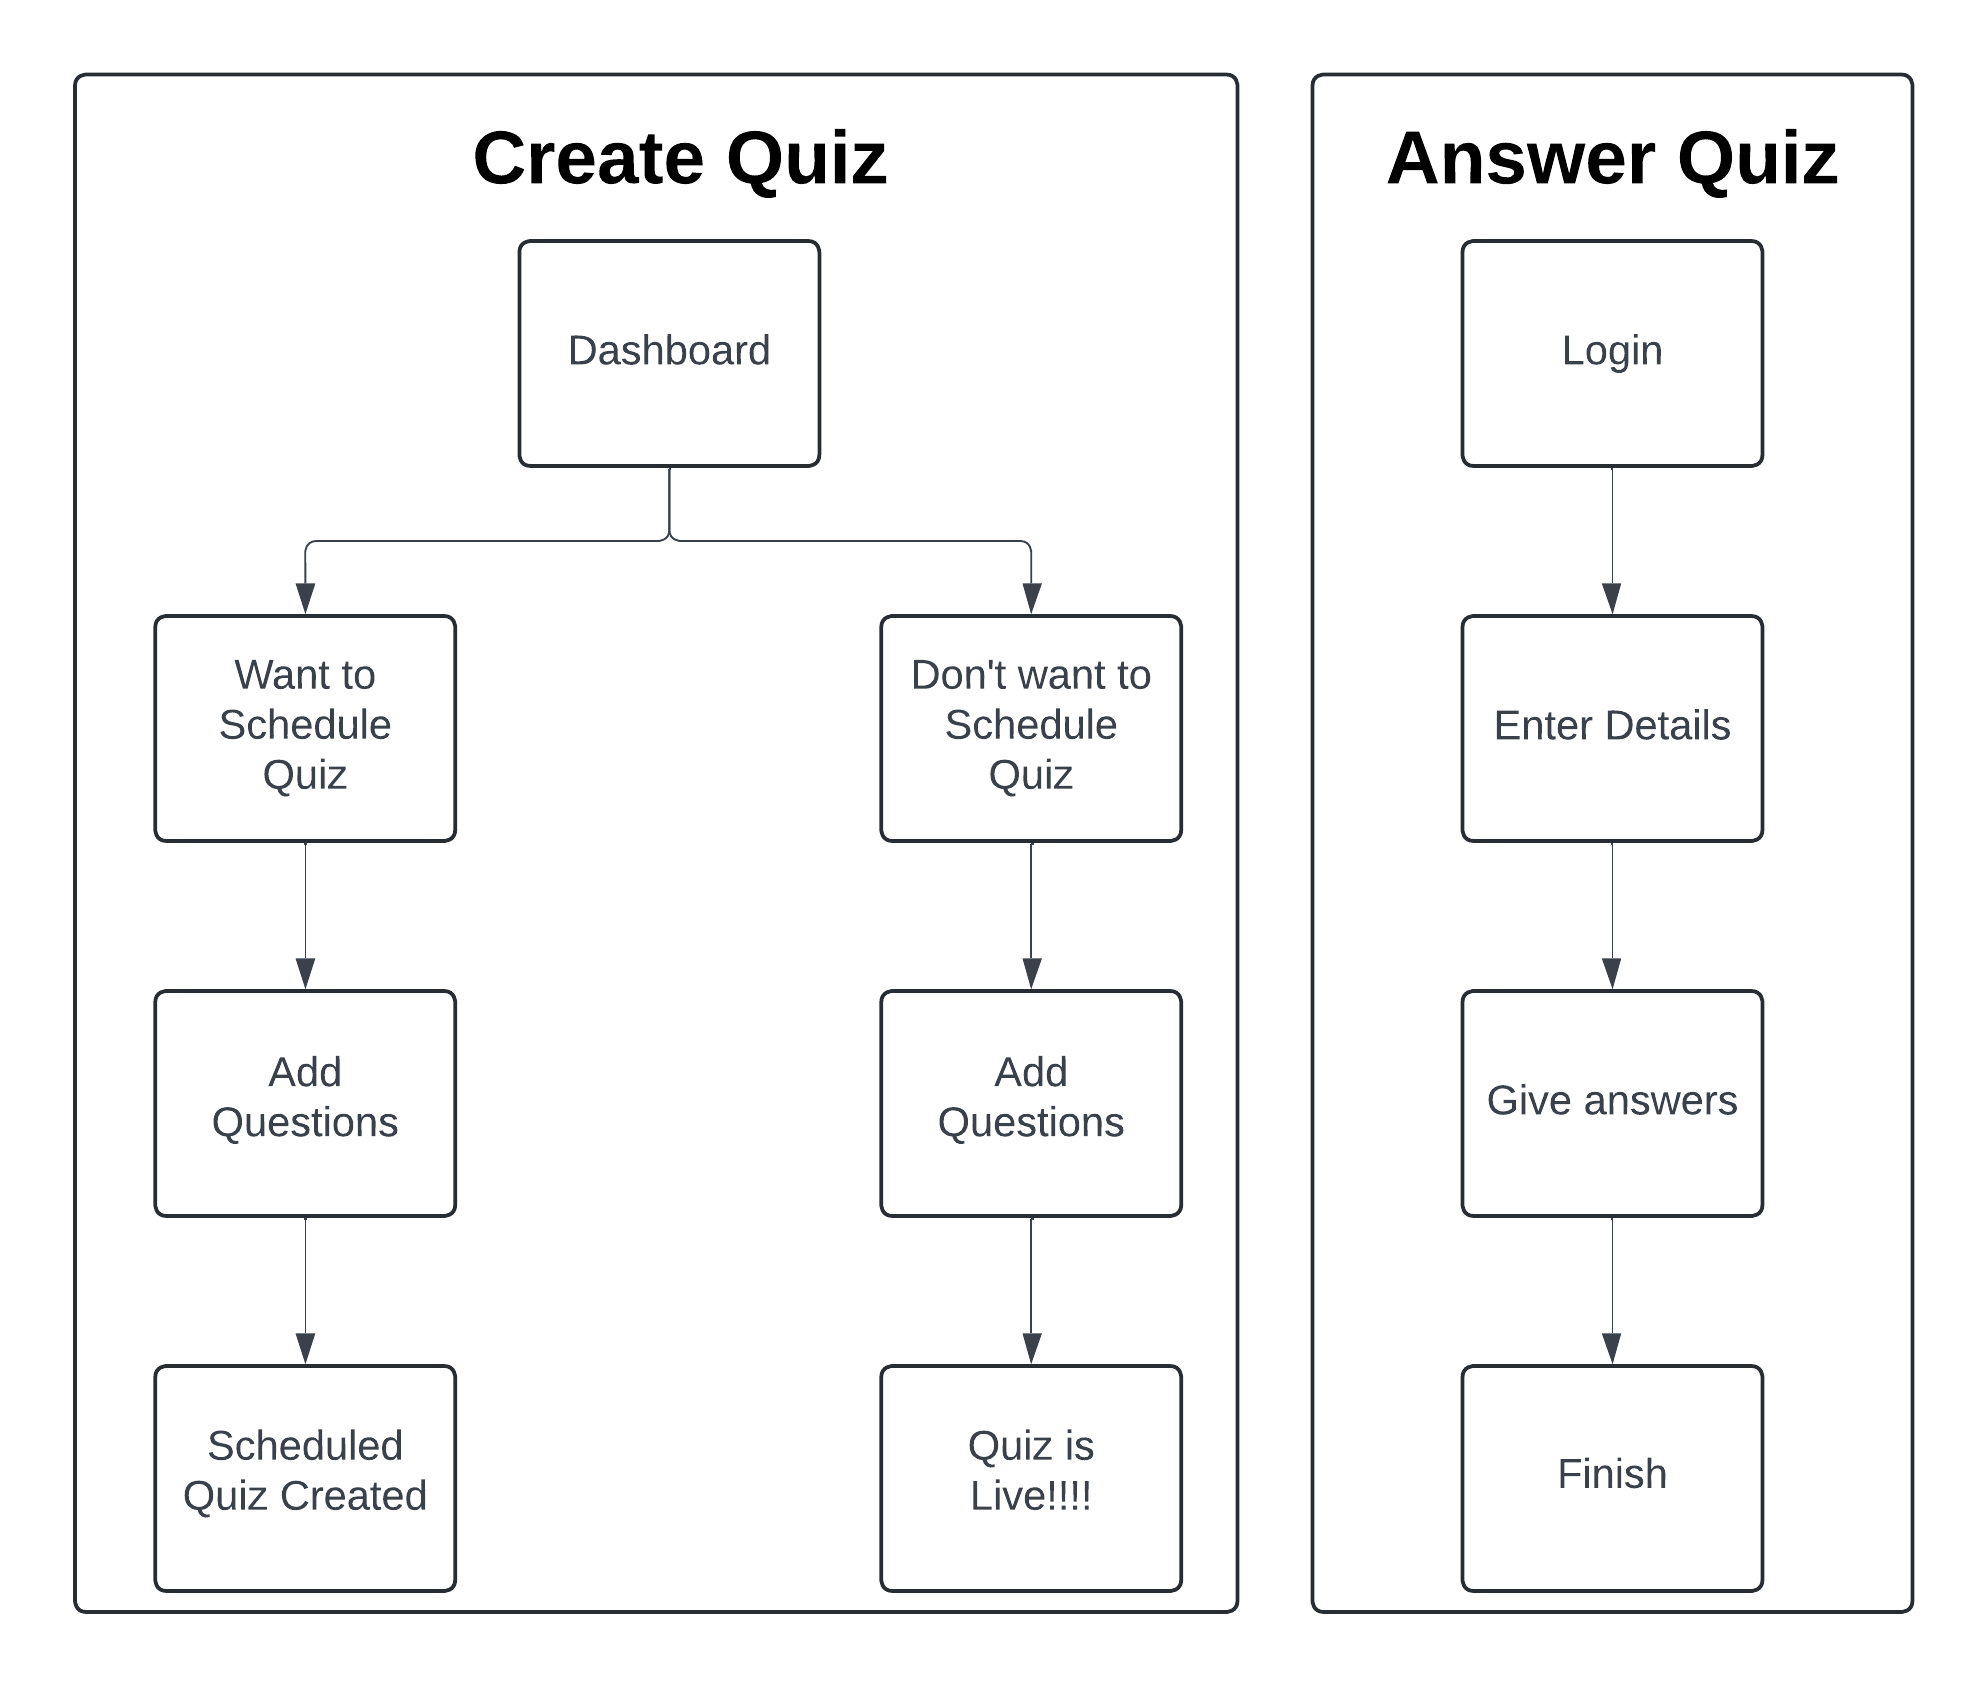 Create Quiz
Dashboard
Want to
Schedule
Quiz
Don't want to
Schedule
Quiz
Add
Questions
Add
Questions
Scheduled
Quiz Created
Quiz is
Live!!!!
Answer Quiz
Login
Enter Details
Give answers
Finish